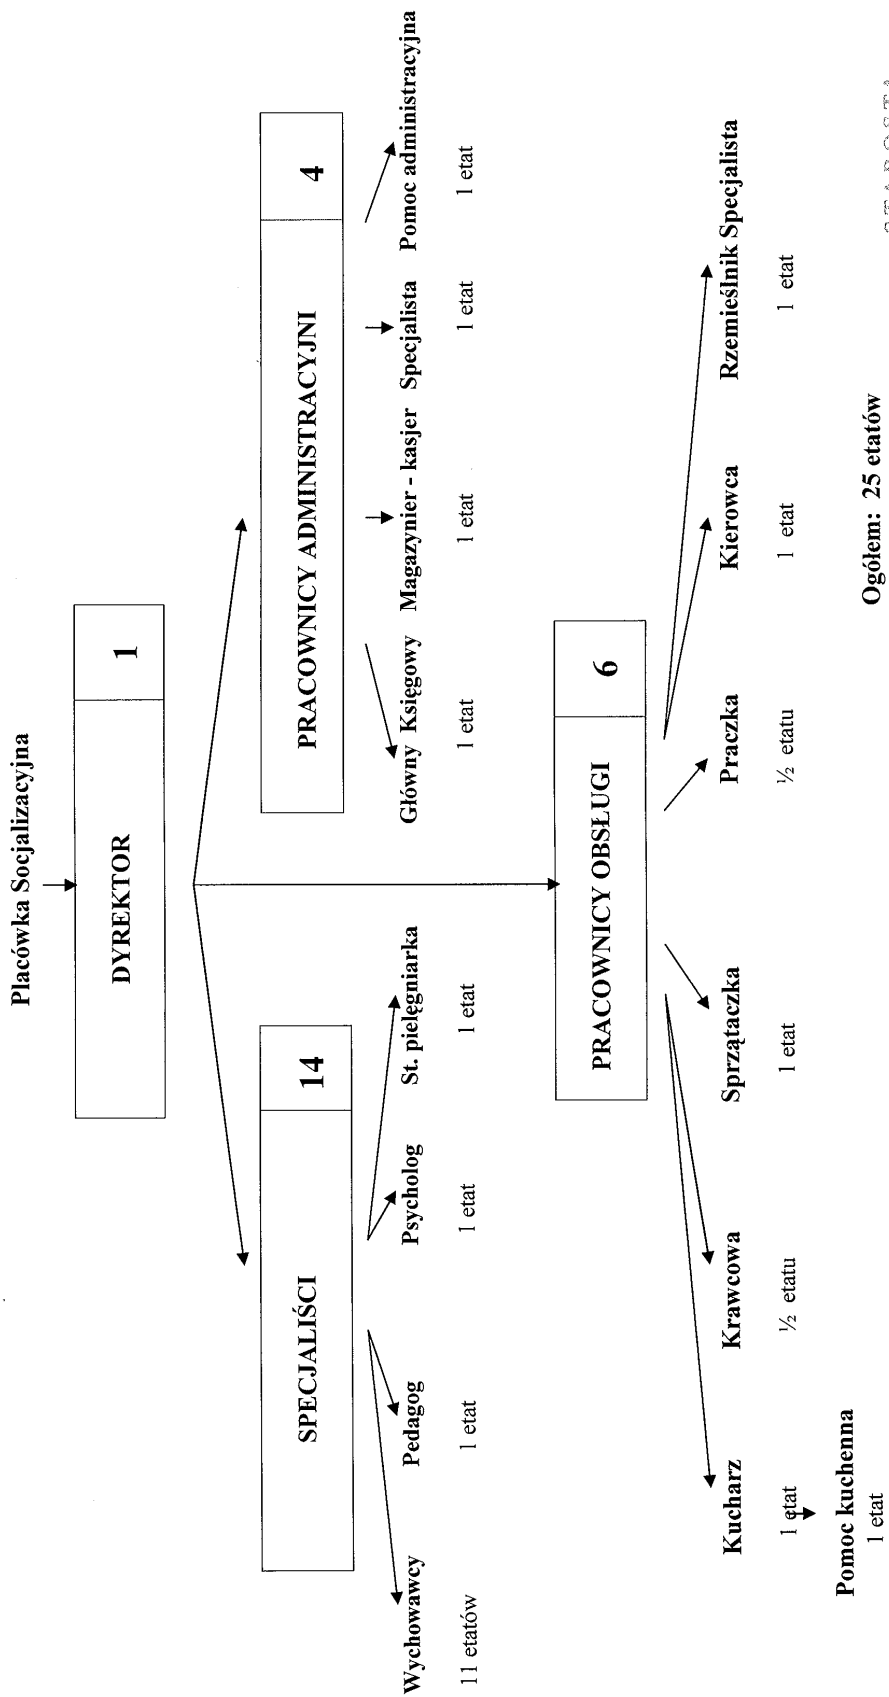 Placówka Socjalizacyjna
DYREKTOR 1
SPECJALIŚCI 14
PRACOWNICY ADMINISTRACYJNI 4
Wychowawcy Pedagog Psycholog St. pielęgniarka Główny Księgowy Magazynier - kasjer Specjalista Pomoc administracyjna
11 etatów 1 etat 1 etat 1 etat 1 etat 1 etat 1 etat 1 etat
PRACOWNICY OBSŁUGI 6
Kucharz Krawcowa Sprzątaczka Praczka Kierowca Rzemieślnik Specjalista
1 etat ½ etatu 1 etat ½ etatu 1 etat 1 etat
Pomoc kuchenna
1 etat
Ogółem: 25 etatów
STAROSTA